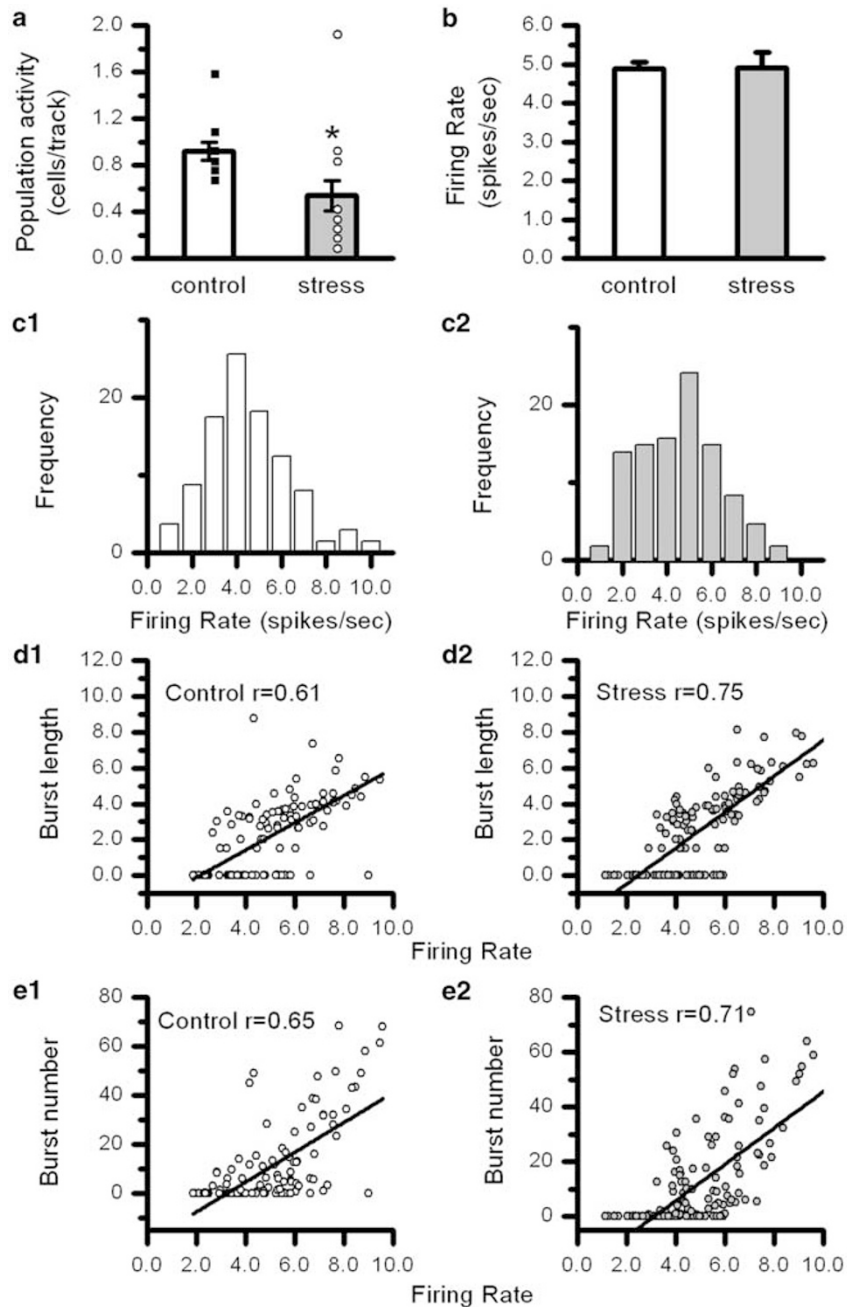 a
2.0
1.6
1.2
0.8
0.4
0.0
Population activity
(cells/track)
*
control stress
b
6.0
5.0
4.0
3.0
2.0
1.0
0.0
Firing Rate
(spikes/sec)
control stress
c1
20
0
Frequency
0.0 2.0 4.0 6.0 8.0 10.0
Firing Rate (spikes/sec)
c2
20
0
Frequency
0.0 2.0 4.0 6.0 8.0 10.0
Firing Rate (spikes/sec)
d1
12.0
10.0
8.0
6.0
4.0
2.0
0.0
Burst length
Control r=0.61
0.0 2.0 4.0 6.0 8.0 10.0
d2
12.0
10.0
8.0
6.0
4.0
2.0
0.0
Burst length
Stress r=0.75
0.0 2.0 4.0 6.0 8.0 10.0
Firing Rate
e1
80
60
40
20
0
Burst number
Control r=0.65
0.0 2.0 4.0 6.0 8.0 10.0
e2
80
60
40
20
0
Burst number
Stress r=0.71
0.0 2.0 4.0 6.0 8.0 10.0
Firing Rate